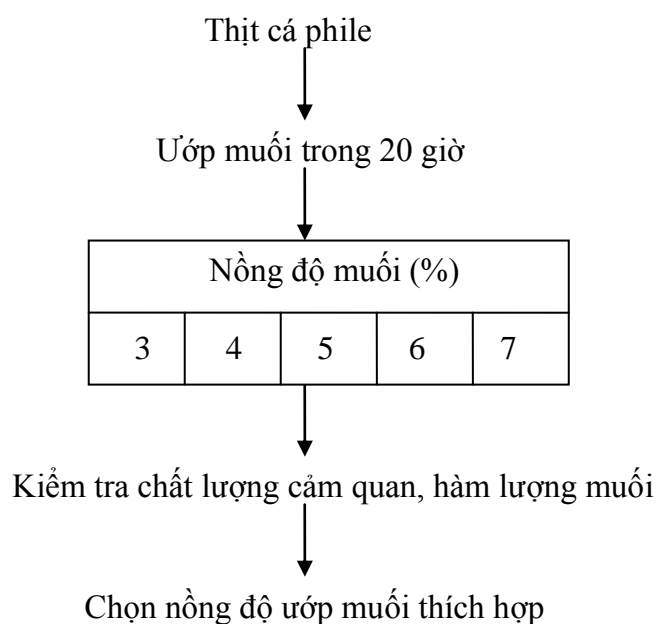 Thịt cá phile
Ướp muối trong 20 giờ
Nồng độ muối (%)
3 4 5 6 7
Kiểm tra chất lượng cảm quan, hàm lượng muối
Chọn nồng độ ướp muối thích hợp